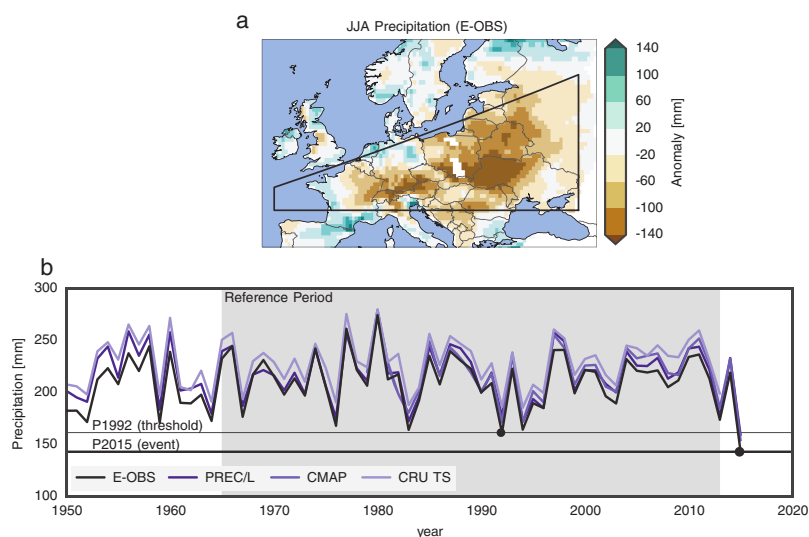 a
JJA Precipitation (E-OBS)
140
100
60
20
-20
-60
-100
-140
Anomaly [mm]
b
300
250
200
150
100
Precipitation [mm]
Reference Period
P1992 (threshold)
P2015 (event)
E-OBS PREC/L CMAP CRU TS
1950 1960 1970 1980 1990 2000 2010 2020
year